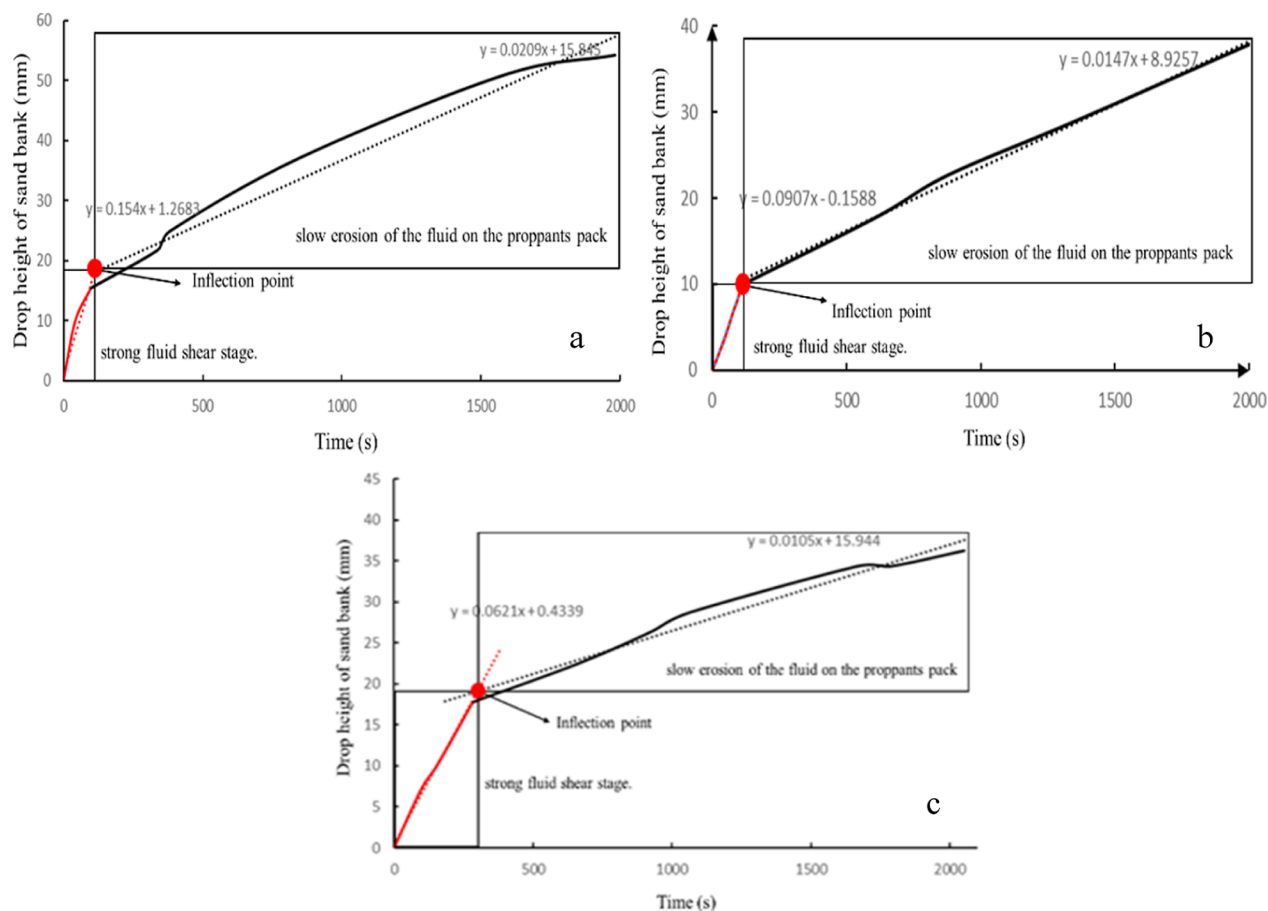 60
50
40
30
20
10
0
Drop height of sand bank (mm)
y = 0.0209x + 15.845
y = 0.154x + 1.2683
slow erosion of the fluid on the proppants pack
Inflection point
strong fluid shear stage.
a
0 500 1000 1500 2000
Time (s)
40
30
20
10
0
Drop height of sand bank (mm)
y = 0.0147x + 8.9257
y = 0.0907x - 0.1588
slow erosion of the fluid on the proppants pack
Inflection point
strong fluid shear stage.
b
0 500 1000 1500 2000
Time (s)
45
40
35
30
25
20
15
10
5
0
Drop height of sand bank (mm)
y = 0.0105x + 15.944
y = 0.0621x + 0.4339
slow erosion of the fluid on the proppants pack
Inflection point
strong fluid shear stage.
c
0 500 1000 1500 2000
Time (s)